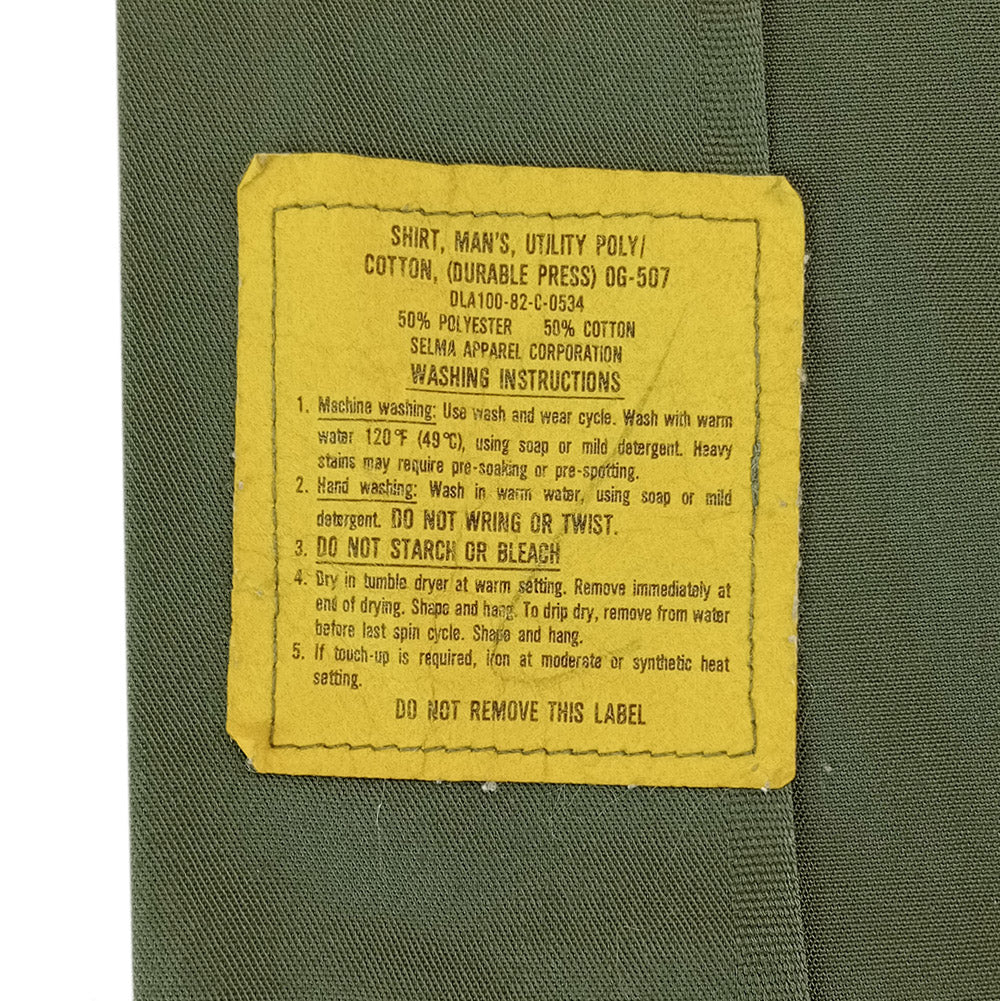 SHIRT, MAN'S, UTILITY POLY/
COTTON, (DURABLE PRESS) OG-507
DLA100-82-C-0534
50% POLYESTER 50% COTTON
SELMA APPAREL CORPORATION
WASHING INSTRUCTIONS
1. Machine washing: Use wash and wear cycle. Wash with warm
water 120°F (49°C), using soap or mild detergent. Heavy
stains may require pre-soaking or pre-spotting.
2. Hand washing: Wash in warm water, using soap or mild
detergent. DO NOT WRING OR TWIST.
3. DO NOT STARCH OR BLEACH
4. Dry in tumble dryer at warm setting. Remove immediately at
end of drying. Shape and hang. To drip dry, remove from water
before last spin cycle. Shape and hang.
5. If touch-up is required, iron at moderate or synthetic heat
setting.
DO NOT REMOVE THIS LABEL